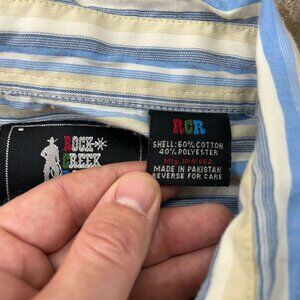 ROCK
CREEK
RCR
SHELL: 60% COTTON
40% POLYESTER
MADE IN PAKISTAN
REVERSE FOR CARE